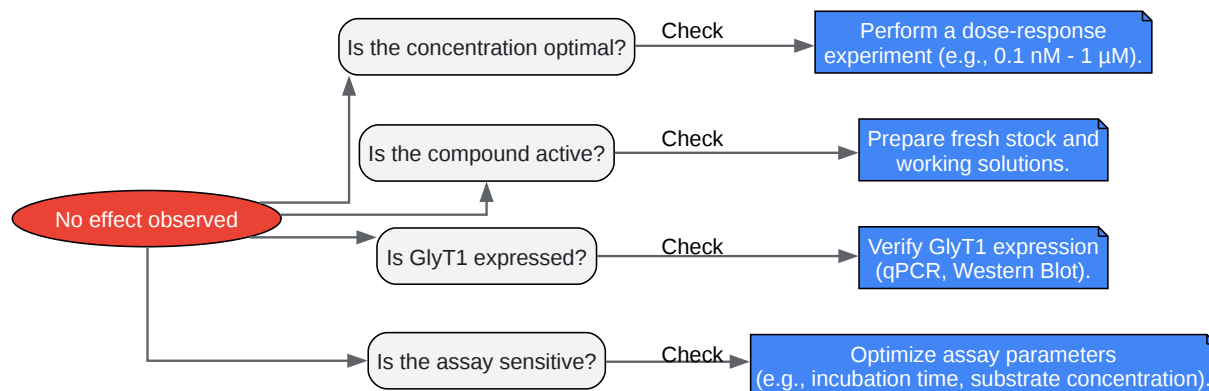 Is the concentration optimal?
Check
Perform a dose-response
experiment (e.g., 0.1 nM - 1 µM).
Is the compound active?
Check
Prepare fresh stock and
working solutions.
No effect observed
Is GlyT1 expressed?
Check
Verify GlyT1 expression
(qPCR, Western Blot).
Is the assay sensitive?
Check
Optimize assay parameters
(e.g., incubation time, substrate concentration).